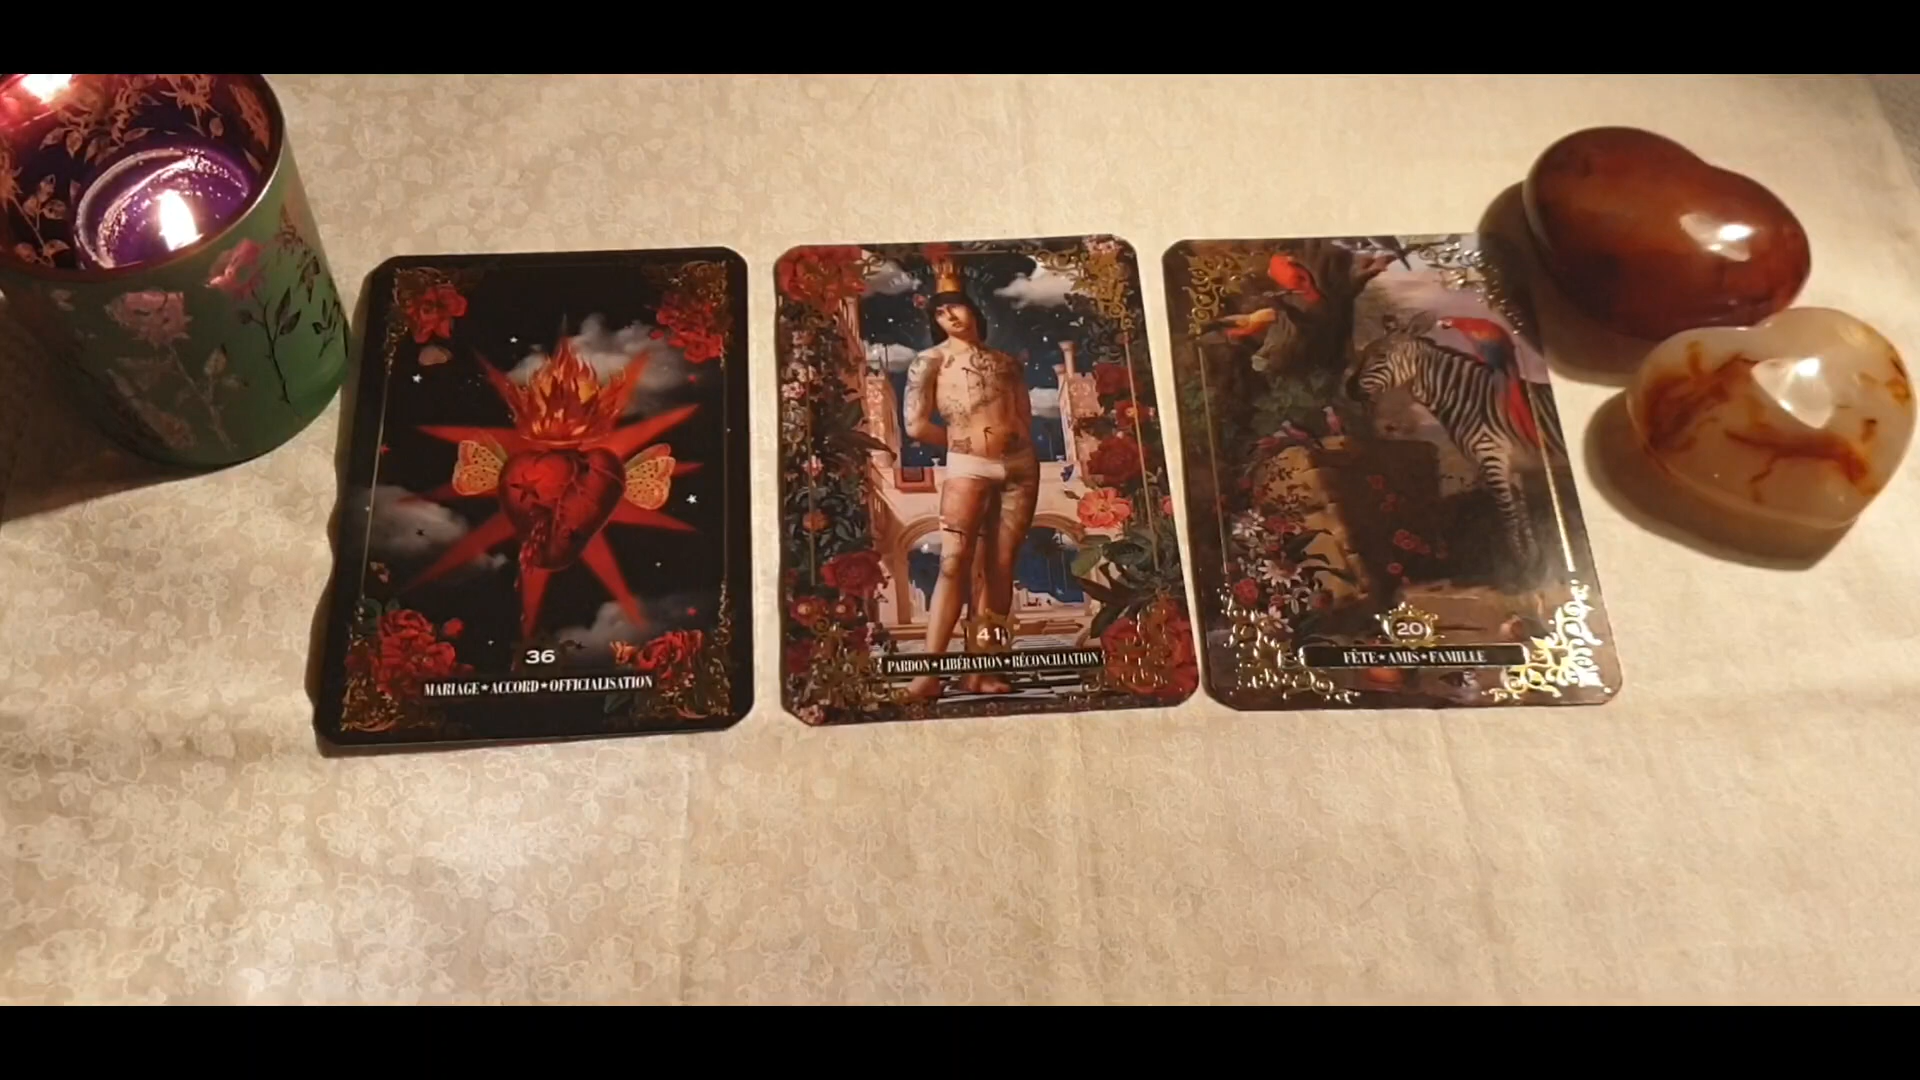 36
MARIAGE★ACCORD★OFFICIALISATION
41
PARDON★LIBÉRATION★RÉCONCILIATION
20
FÊTE★AMIS★FAMILLE